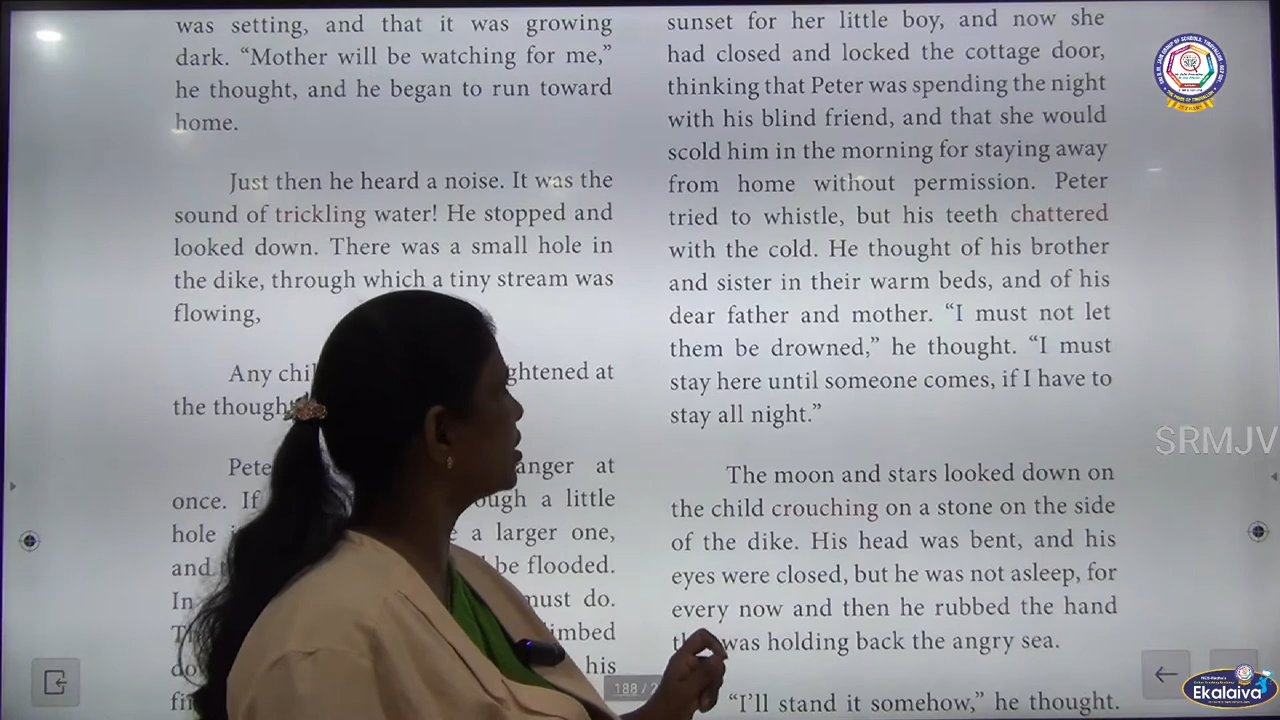 was setting, and that it was growing
dark. “Mother will be watching for me,”
he thought, and he began to run toward
home.
Just then he heard a noise. It was the
sound of trickling water! He stopped and
looked down. There was a small hole in
the dike, through which a tiny stream was
flowing,
Any
at
the
at
once. If a little
hole a larger one,
and be flooded.
In must do.
his
sunset for her little boy, and now she
had closed and locked the cottage door,
thinking that Peter was spending the night
with his blind friend, and that she would
scold him in the morning for staying away
from home without permission. Peter
tried to whistle, but his teeth chattered
with the cold. He thought of his brother
and sister in their warm beds, and of his
dear father and mother. “I must not let
them be drowned,” he thought. “I must
stay here until someone comes, if I have to
stay all night.”
The moon and stars looked down on
the child crouching on a stone on the side
of the dike. His head was bent, and his
eyes were closed, but he was not asleep, for
every now and then he rubbed the hand
was holding back the angry sea.
“I’ll stand it somehow,” he thought.
188 / 2
SRMJV
Ekalaiva